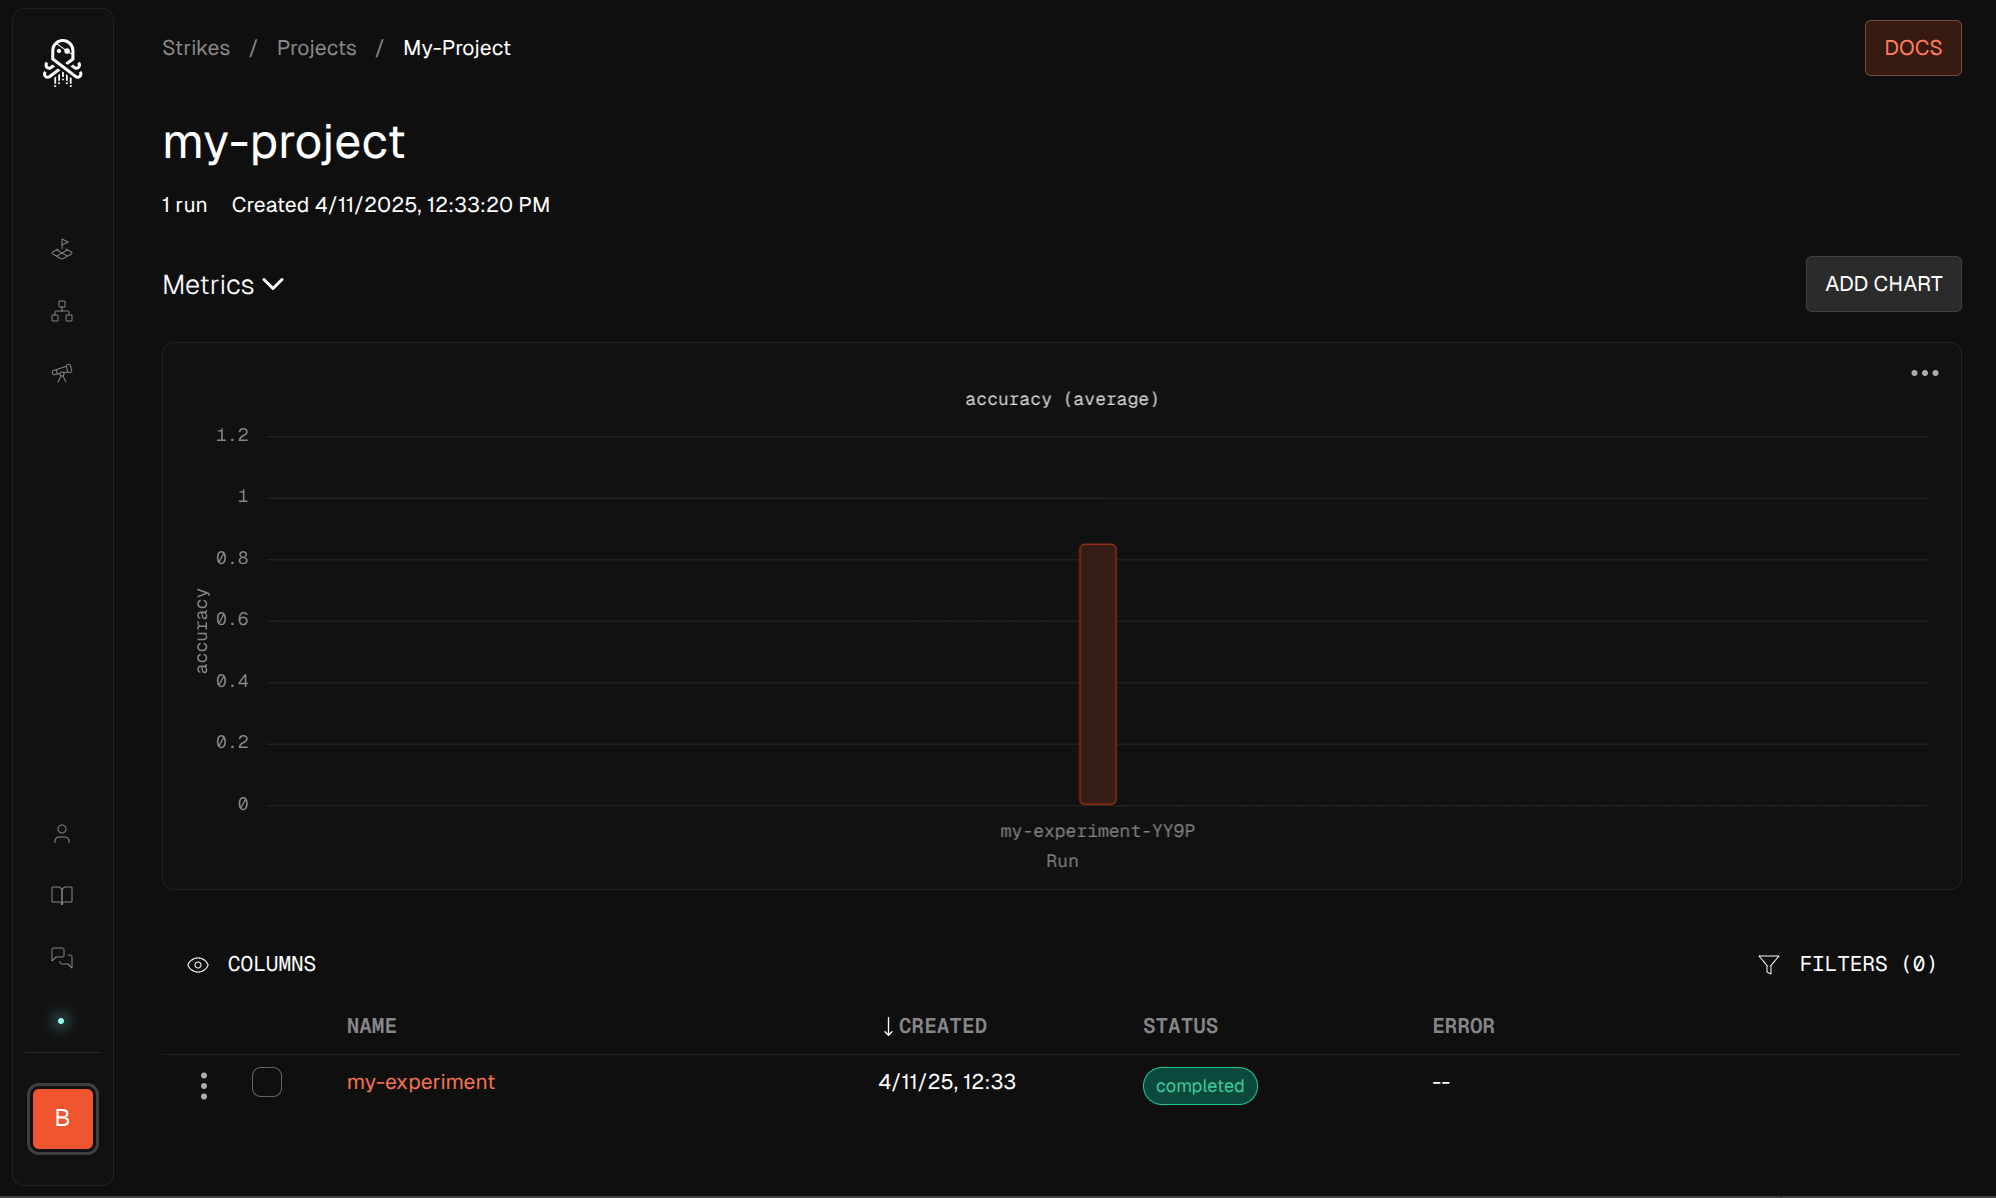 Strikes / Projects / My-Project
DOCS
my-project
1 run Created 4/11/2025, 12:33:20 PM
Metrics
ADD CHART
accuracy (average)
1.2
1
0.8
0.6
0.4
0.2
0
accuracy
my-experiment-YY9P
Run
COLUMNS
FILTERS (0)
NAME ↓ CREATED STATUS ERROR
my-experiment 4/11/25, 12:33 completed --
B